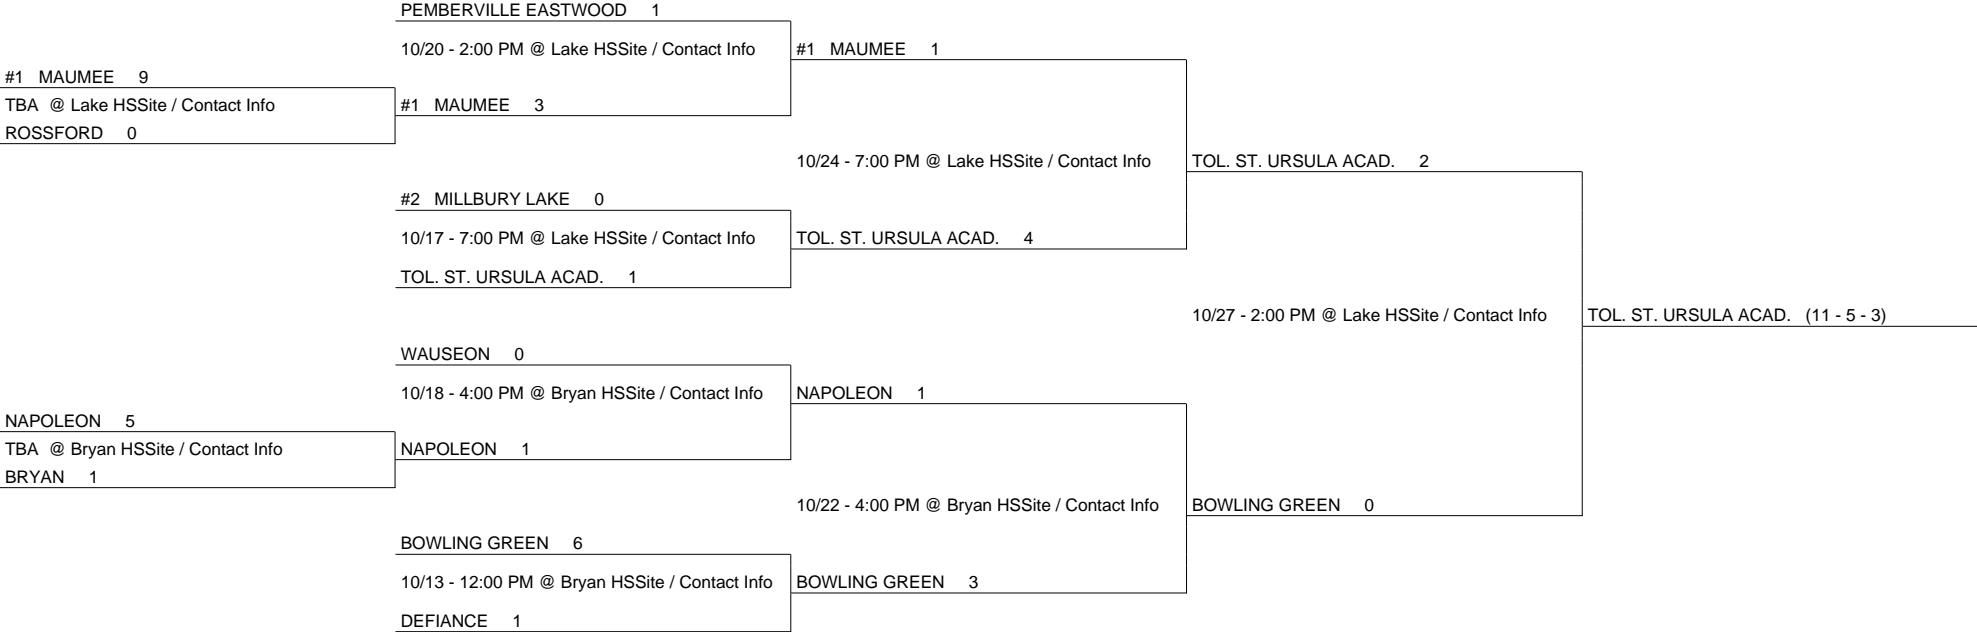 PEMBERVILLE EASTWOOD 1
10/20 - 2:00 PM @ Lake HSSite / Contact Info
#1 MAUMEE 1
#1 MAUMEE 9
TBA @ Lake HSSite / Contact Info
#1 MAUMEE 3
ROSSFORD 0
10/24 - 7:00 PM @ Lake HSSite / Contact Info
TOL. ST. URSULA ACAD. 2
#2 MILLBURY LAKE 0
10/17 - 7:00 PM @ Lake HSSite / Contact Info
TOL. ST. URSULA ACAD. 4
TOL. ST. URSULA ACAD. 1
10/27 - 2:00 PM @ Lake HSSite / Contact Info
TOL. ST. URSULA ACAD. (11 - 5 - 3)
WAUSEON 0
10/18 - 4:00 PM @ Bryan HSSite / Contact Info
NAPOLEON 1
NAPOLEON 5
TBA @ Bryan HSSite / Contact Info
NAPOLEON 1
BRYAN 1
10/22 - 4:00 PM @ Bryan HSSite / Contact Info
BOWLING GREEN 0
BOWLING GREEN 6
10/13 - 12:00 PM @ Bryan HSSite / Contact Info
BOWLING GREEN 3
DEFIANCE 1